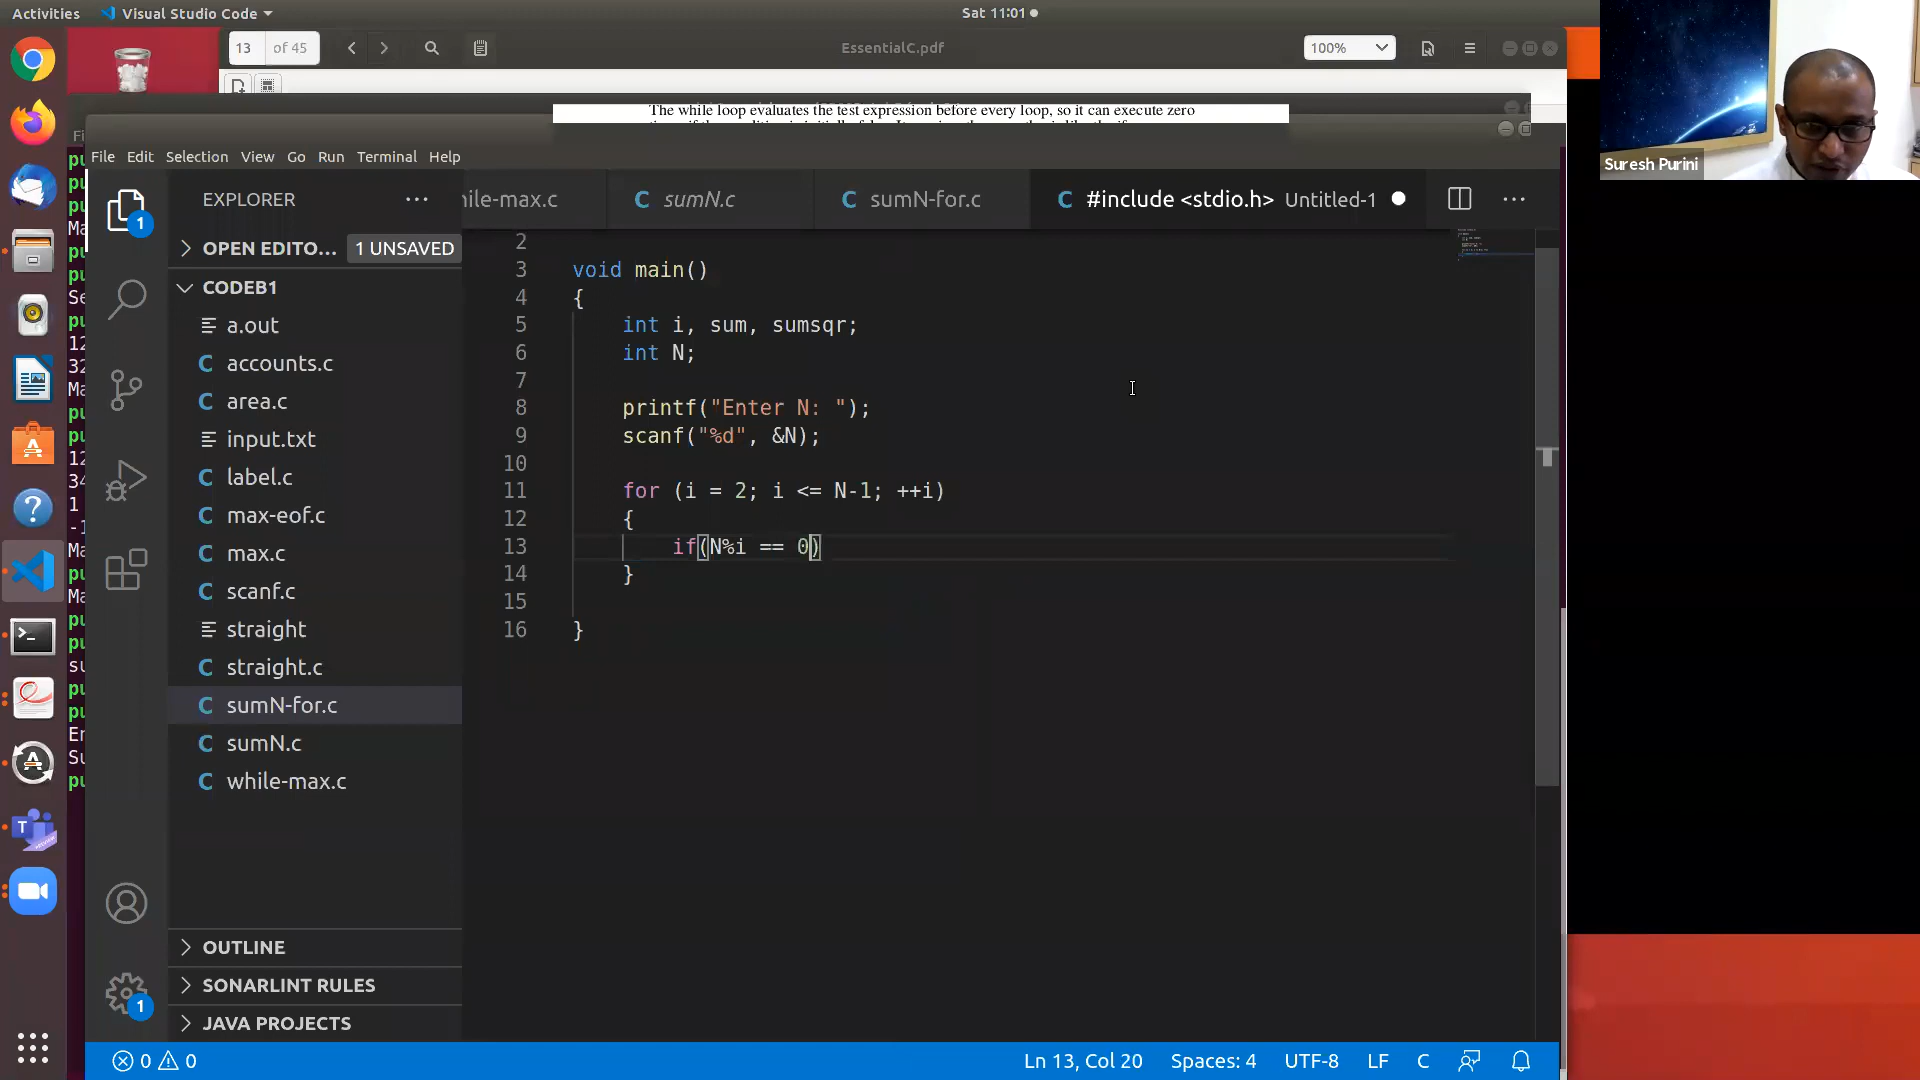 Activities
Visual Studio Code
Sat 11:01
13 of 45
EssentialC.pdf
100%
The while loop evaluates the test expression before every loop, so it can execute zero
Suresh Purini
File Edit Selection View Go Run Terminal Help
EXPLORER
OPEN EDITO... 1 UNSAVED
CODEB1
a.out
accounts.c
area.c
input.txt
label.c
max-eof.c
max.c
scanf.c
straight
straight.c
sumN-for.c
sumN.c
while-max.c
OUTLINE
SONARLINT RULES
JAVA PROJECTS
hile-max.c
sumN.c
sumN-for.c
#include <stdio.h> Untitled-1
2
3 void main()
4 {
5 int i, sum, sumsqr;
6 int N;
7
8 printf("Enter N: ");
9 scanf("%d", &N);
10
11 for (i = 2; i <= N-1; ++i)
12 {
13 if(N%i == 0)
14 }
15
16 }
0 0
Ln 13, Col 20 Spaces: 4 UTF-8 LF C